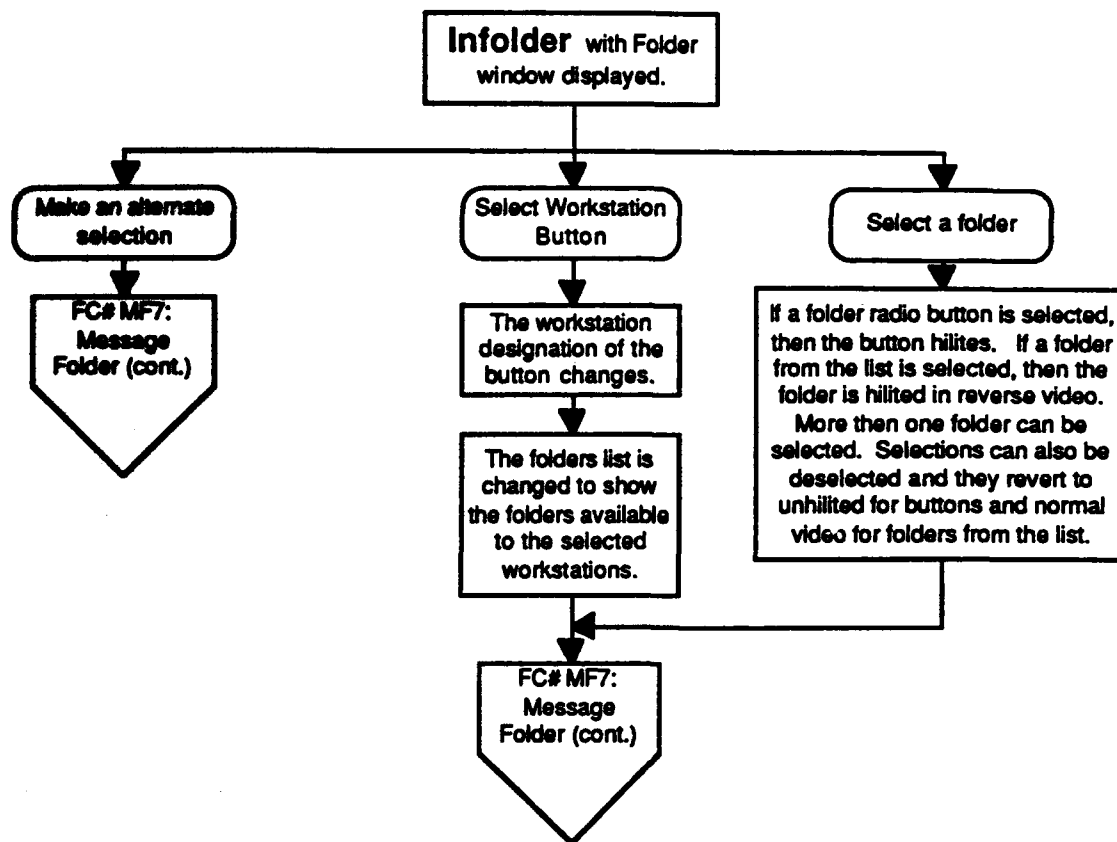 Infolder with Folder
window displayed.
Make an alternate
selection
Select Workstation
Button
Select a folder
FC# MF7:
Message
Folder (cont.)
The workstation
designation of the
button changes.
The folders list is
changed to show
the folders available
to the selected
workstations.
If a folder radio button is selected,
then the button hilites. If a folder
from the list is selected, then the
folder is hilited in reverse video.
More then one folder can be
selected. Selections can also be
deselected and they revert to
unhilited for buttons and normal
video for folders from the list.
FC# MF7:
Message
Folder (cont.)